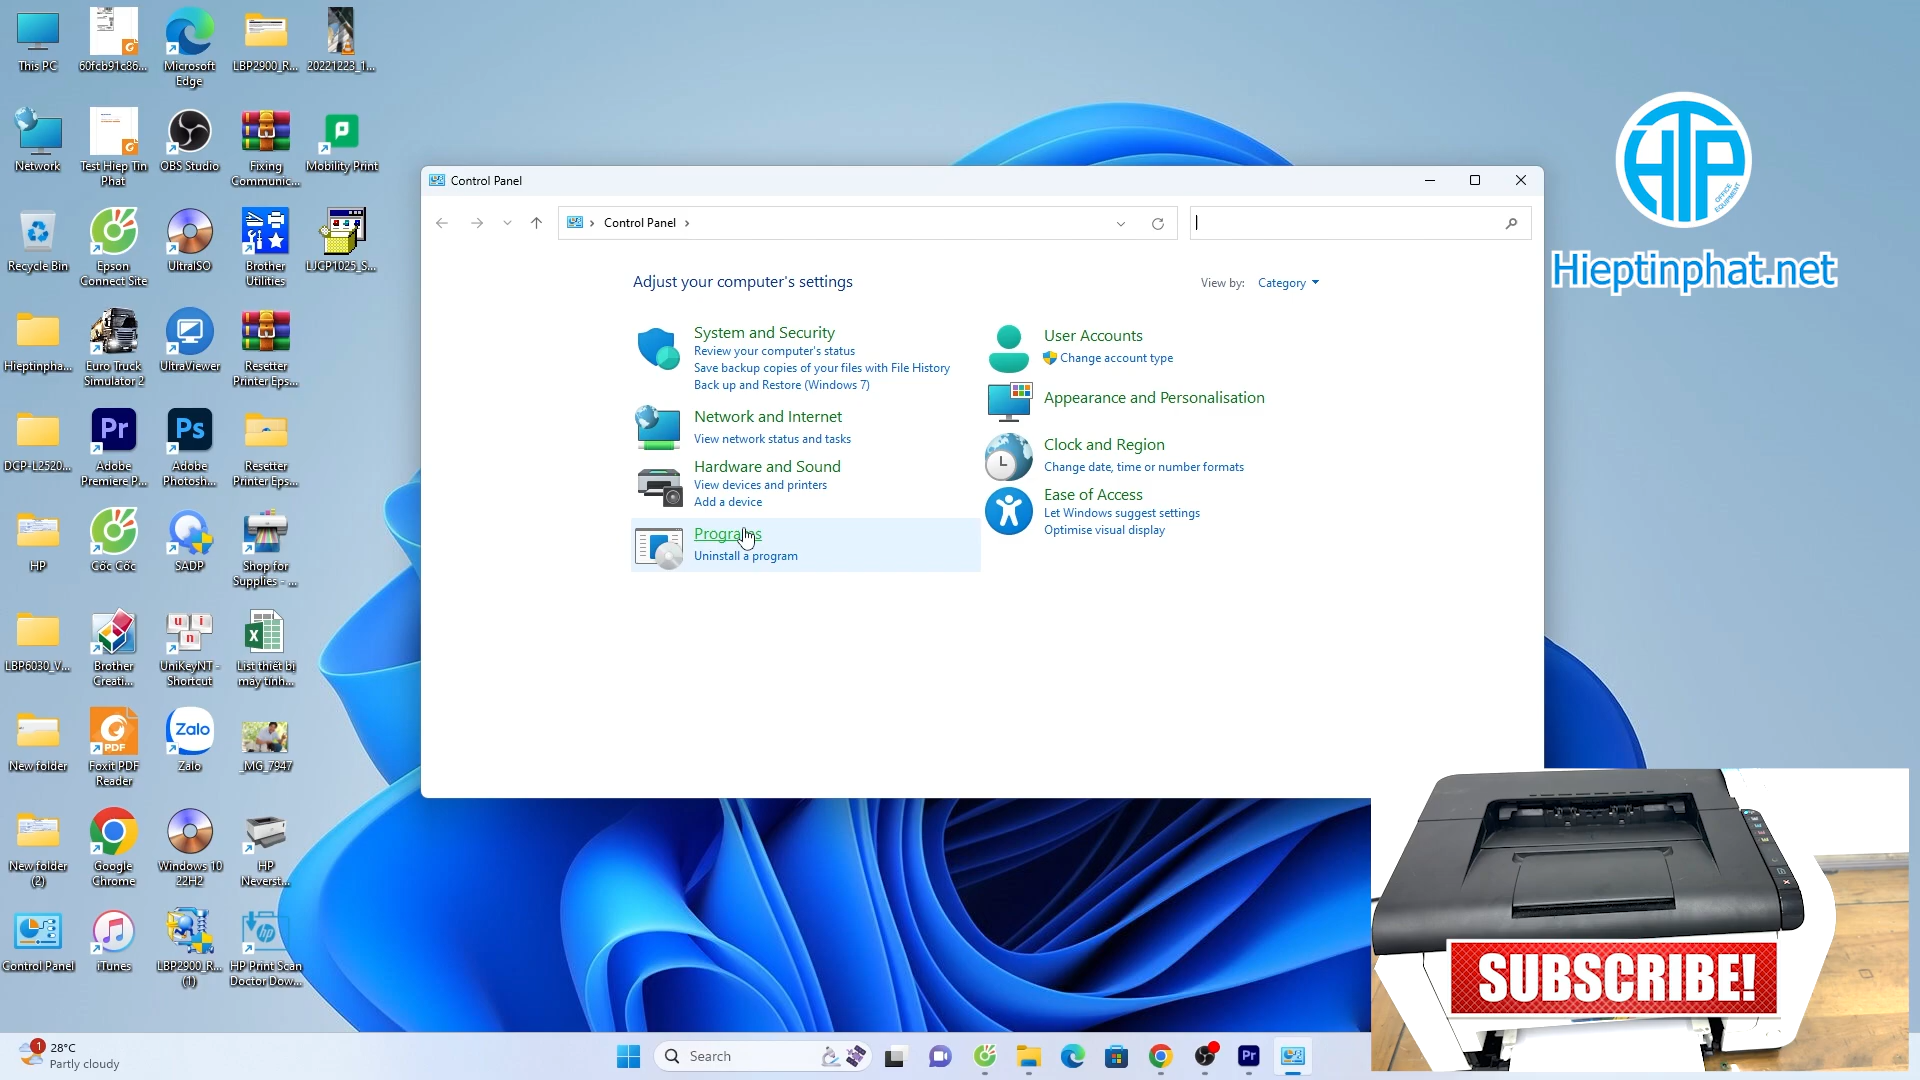 This PC
60fcb91c86...
Microsoft
Edge
LBP2900_R...
20221223_1...
Network
Test Hiep Tin
Phat
OBS Studio
Fixing
Communic...
Mobility Print
Recycle Bin
Epson
Connect Site
UltraISO
Brother
Utilities
LJCP1025_S...
Hieptinpha...
Euro Truck
Simulator 2
UltraViewer
Resetter
Printer Eps...
DCP-L2520...
Adobe
Premiere P...
Adobe
Photosh...
Resetter
Printer Eps...
HP
Cốc Cốc
SADP
Shop for
Supplies - ...
LBP6030_V...
Brother
Creati...
UniKeyNT -
Shortcut
List thiết bị
máy tính...
New folder
Foxit PDF
Reader
Zalo
_MG_7947
New folder
(2)
Google
Chrome
Windows 10
22H2
HP
Neverst...
Control Panel
iTunes
LBP2900_R...
(1)
HP Print Scan
Doctor Dow...
Control Panel
Control Panel
Adjust your computer's settings
View by:
Category
System and Security
Review your computer's status
Save backup copies of your files with File History
Back up and Restore (Windows 7)
Network and Internet
View network status and tasks
Hardware and Sound
View devices and printers
Add a device
Programs
Uninstall a program
User Accounts
Change account type
Appearance and Personalisation
Clock and Region
Change date, time or number formats
Ease of Access
Let Windows suggest settings
Optimise visual display
HTP
OFFICE
EQUIPMENT
Hieptinphat.net
SUBSCRIBE!
1
28°C
Partly cloudy
Search
Pr